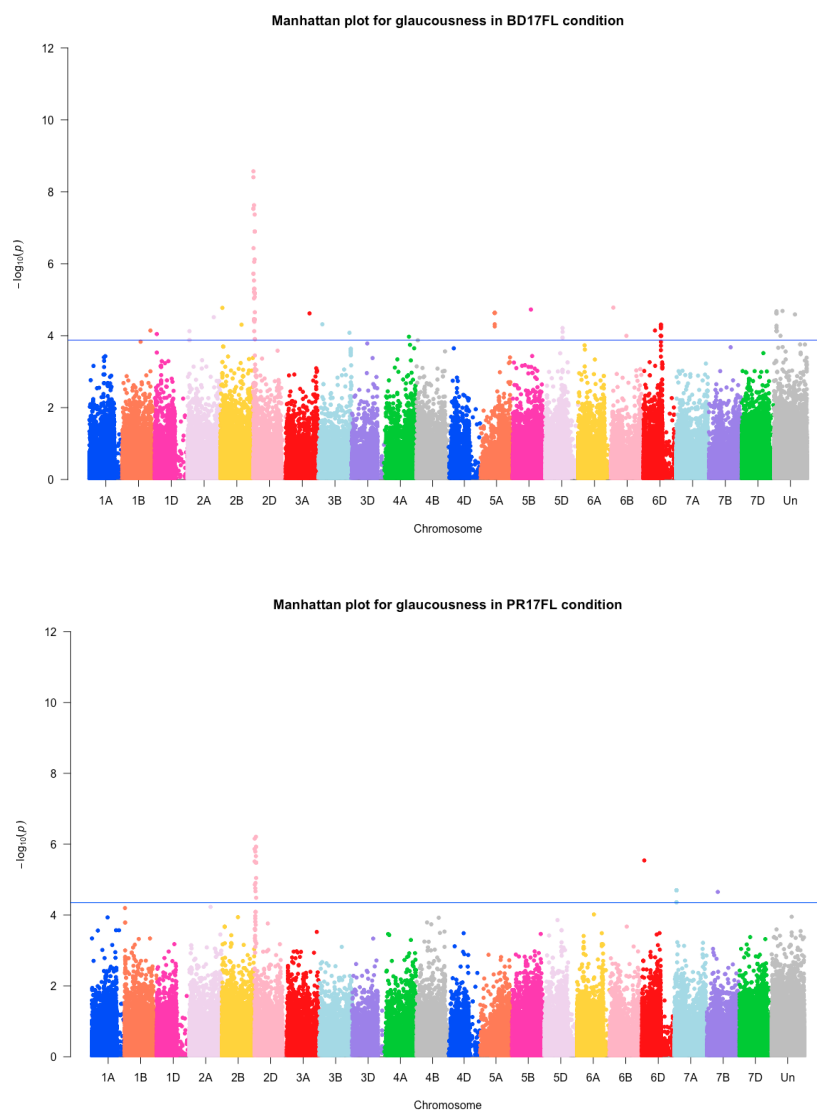 Manhattan plot for glaucousness in BD17FL condition
12
10
8
6
4
2
0
−log10(p)
1A 1B 1D 2A 2B 2D 3A 3B 3D 4A 4B 4D 5A 5B 5D 6A 6B 6D 7A 7B 7D Un
Chromosome
Manhattan plot for glaucousness in PR17FL condition
12
10
8
6
4
2
0
−log10(p)
1A 1B 1D 2A 2B 2D 3A 3B 3D 4A 4B 4D 5A 5B 5D 6A 6B 6D 7A 7B 7D Un
Chromosome